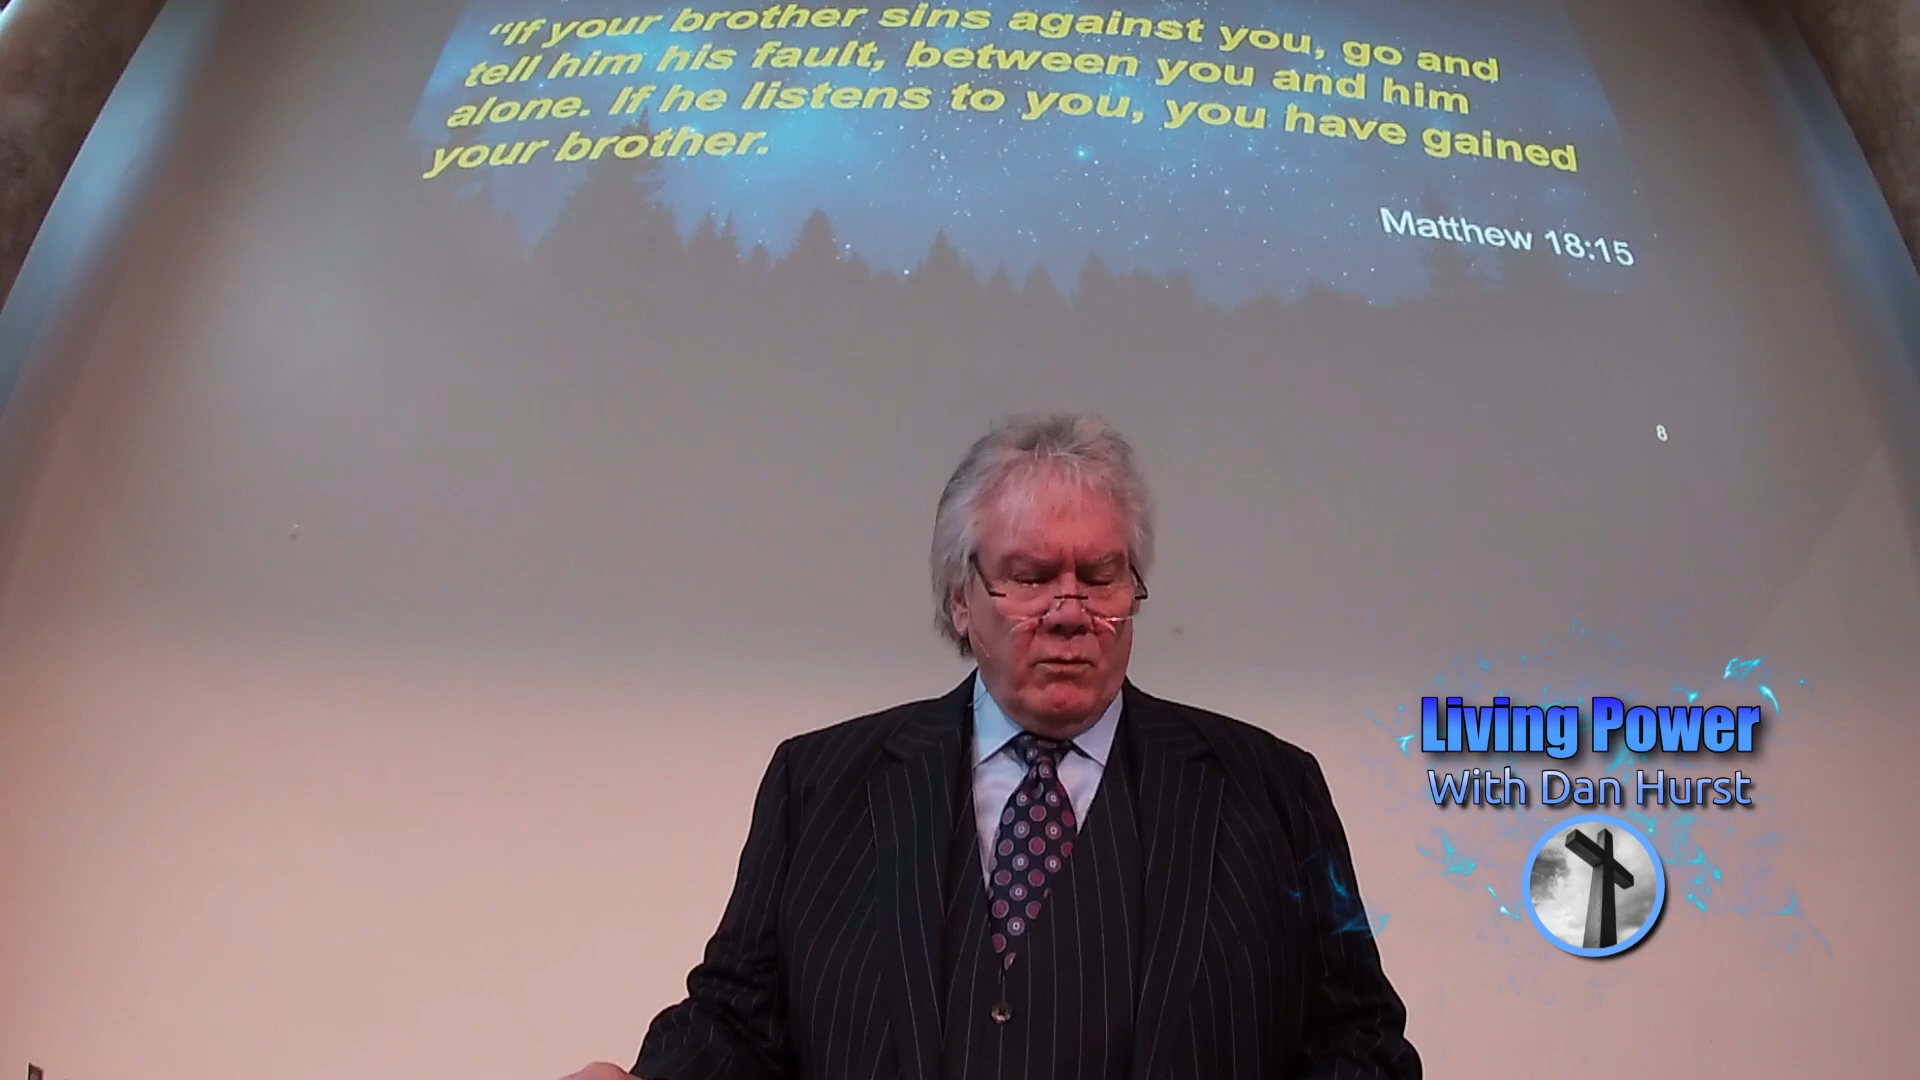 “If your brother sins against you, go and
tell him his fault, between you and him
alone. If he listens to you, you have gained
your brother.
Matthew 18:15
8
Living Power
With Dan Hurst